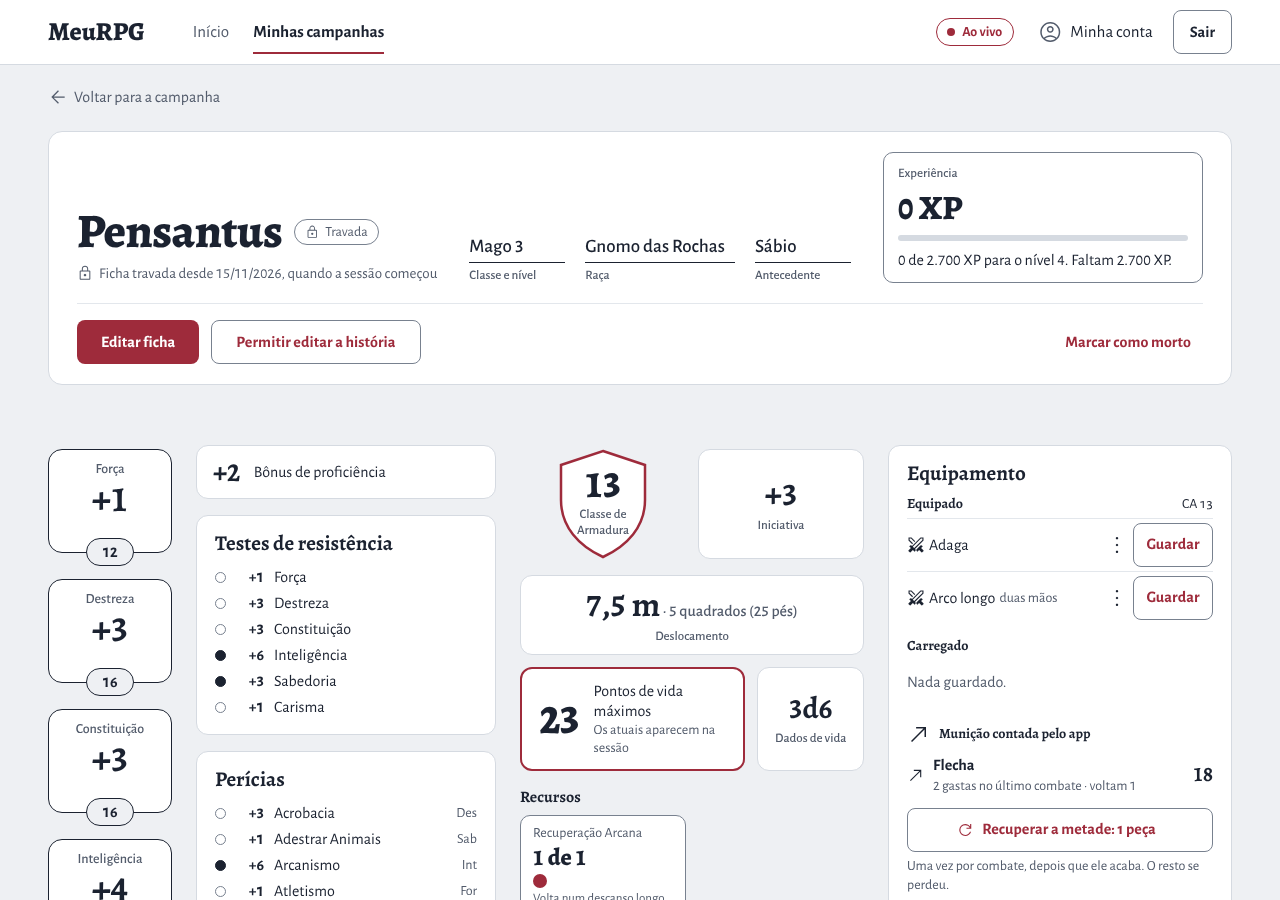 MeuRPG
Início
Minhas campanhas
Ao vivo
Minha conta
Sair
Voltar para a campanha
Pensantus
Travada
Ficha travada desde 15/11/2026, quando a sessão começou
Mago 3
Classe e nível
Gnomo das Rochas
Raça
Sábio
Antecedente
Experiência
0 XP
0 de 2.700 XP para o nível 4. Faltam 2.700 XP.
Editar ficha
Permitir editar a história
Marcar como morto
Força
+1
12
Destreza
+3
16
Constituição
+3
16
Inteligência
+4
+2 Bônus de proficiência
Testes de resistência
+1 Força
+3 Destreza
+3 Constituição
+6 Inteligência
+3 Sabedoria
+1 Carisma
Perícias
+3 Acrobacia Des
+1 Adestrar Animais Sab
+6 Arcanismo Int
+1 Atletismo For
13
Classe de
Armadura
+3
Iniciativa
7,5 m · 5 quadrados (25 pés)
Deslocamento
23
Pontos de vida
máximos
Os atuais aparecem na
sessão
3d6
Dados de vida
Recursos
Recuperação Arcana
1 de 1
Volta num descanso longo
Equipamento
Equipado CA 13
Adaga Guardar
Arco longo duas mãos Guardar
Carregado
Nada guardado.
Munição contada pelo app
Flecha
2 gastas no último combate · voltam 1
18
Recuperar a metade: 1 peça
Uma vez por combate, depois que ele acaba. O resto se
perdeu.